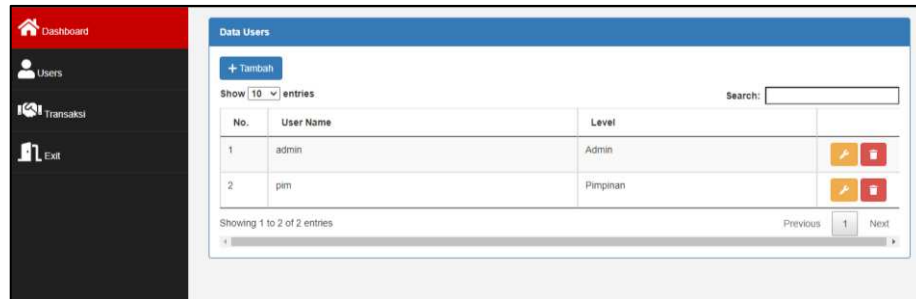 Dashboard
Users
Transaksi
Exit
Data Users
+ Tambah
Show 10 entries
Search:
No. User Name Level
1 admin Admin
2 pim Pimpinan
Showing 1 to 2 of 2 entries
Previous 1 Next